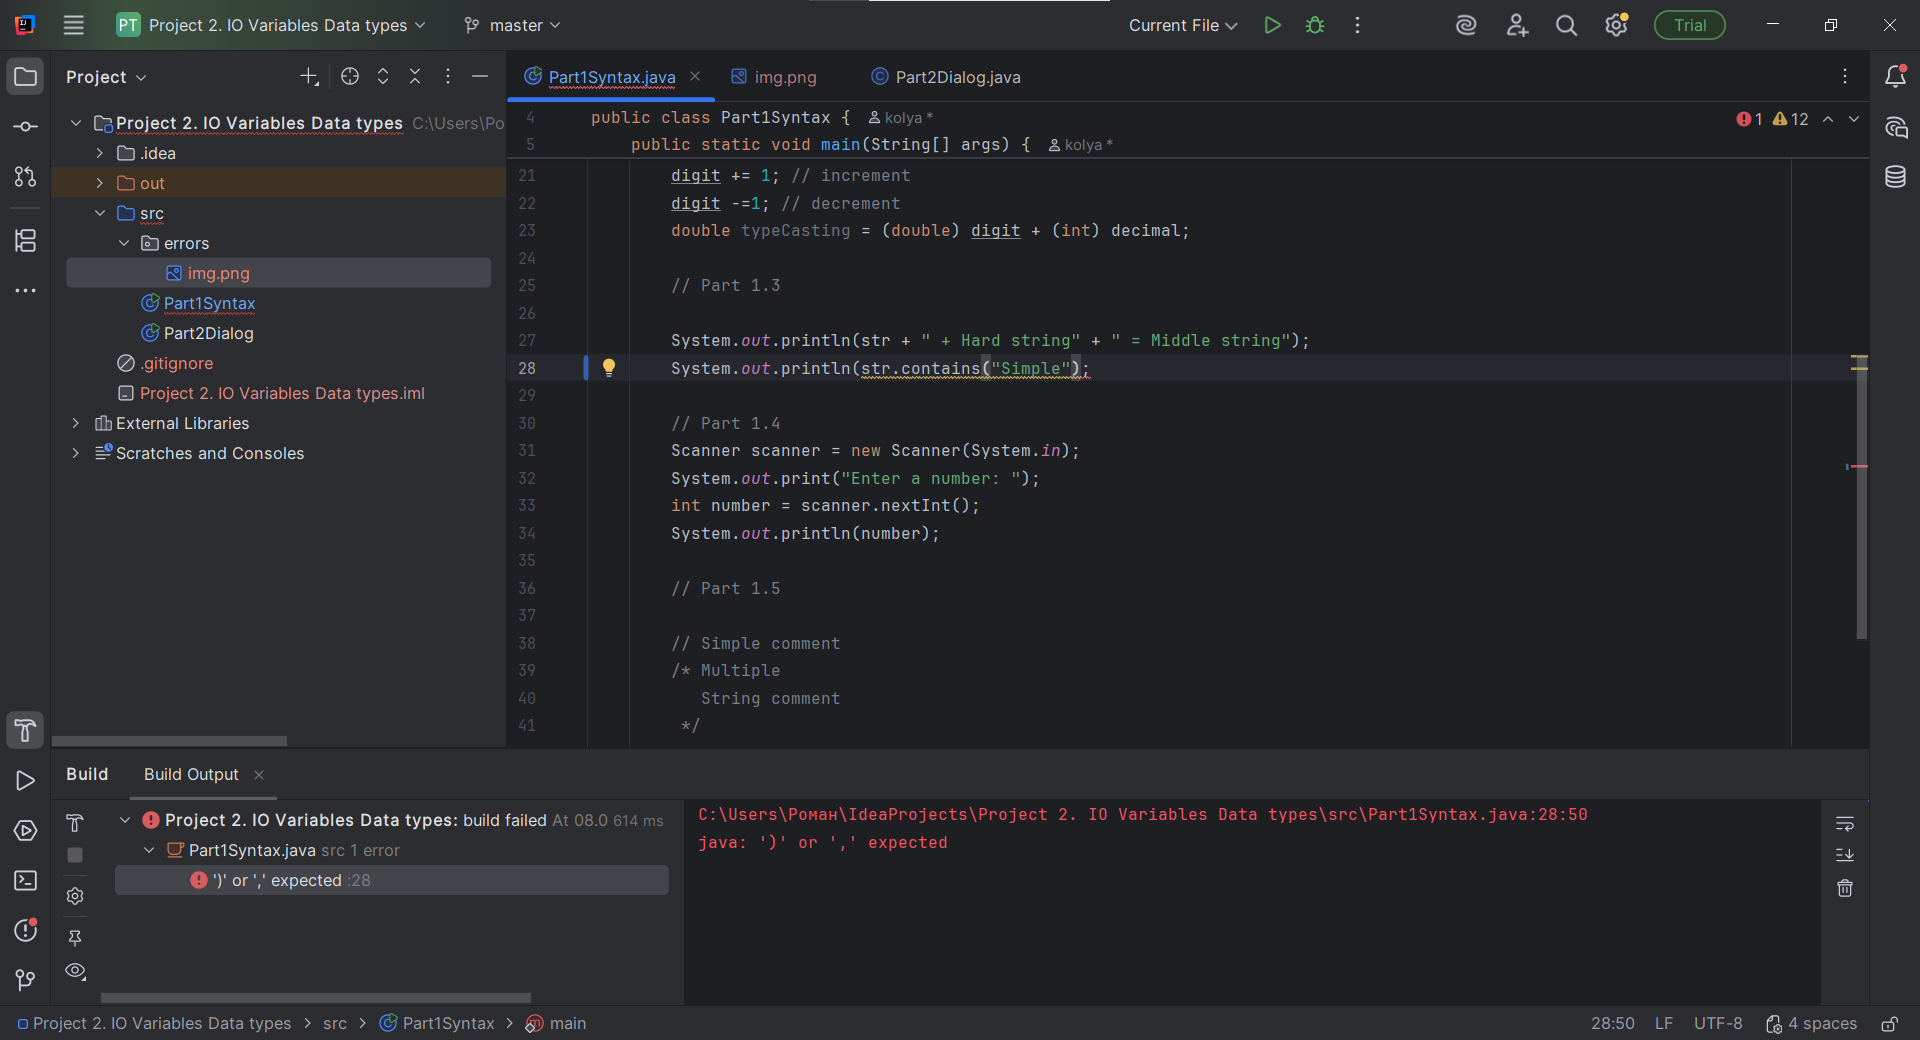 PT Project 2. IO Variables Data types master Current File Trial
Project
Project 2. IO Variables Data types C:\Users\Po
.idea
out
src
errors
img.png
Part1Syntax
Part2Dialog
.gitignore
Project 2. IO Variables Data types.iml
External Libraries
Scratches and Consoles
Part1Syntax.java img.png Part2Dialog.java
4 public class Part1Syntax { kolya * 1 12
5 public static void main(String[] args) { kolya *
21 digit += 1; // increment
22 digit -=1; // decrement
23 double typeCasting = (double) digit + (int) decimal;
24
25 // Part 1.3
26
27 System.out.println(str + " + Hard string" + " = Middle string");
28 System.out.println(str.contains("Simple");
29
30 // Part 1.4
31 Scanner scanner = new Scanner(System.in);
32 System.out.print("Enter a number: ");
33 int number = scanner.nextInt();
34 System.out.println(number);
35
36 // Part 1.5
37
38 // Simple comment
39 /* Multiple
40 String comment
41 */
Build Build Output
Project 2. IO Variables Data types: build failed At 08.0 614 ms
Part1Syntax.java src 1 error
')' or ',' expected :28
C:\Users\Роман\IdeaProjects\Project 2. IO Variables Data types\src\Part1Syntax.java:28:50
java: ')' or ',' expected
Project 2. IO Variables Data types > src > Part1Syntax > main 28:50 LF UTF-8 4 spaces